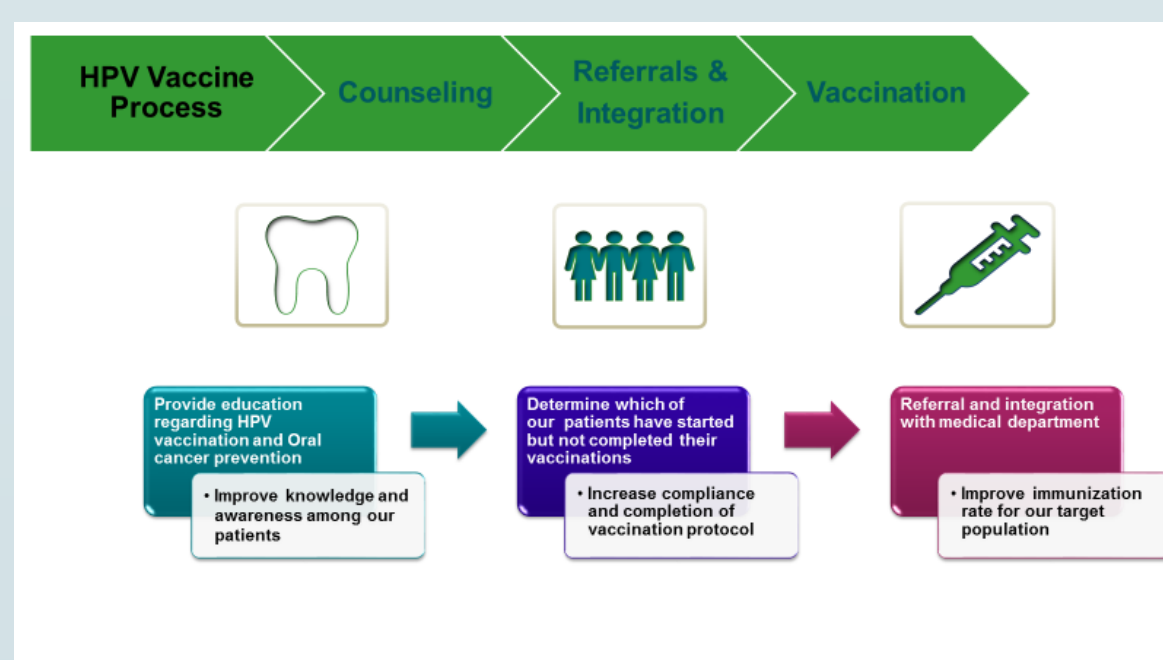 HPV Vaccine
Process
Counseling
Referrals &
Integration
Vaccination
Provide education
regarding HPV
vaccination and Oral
cancer prevention
• Improve knowledge and
awareness among our
patients
Determine which of
our patients have started
but not completed their
vaccinations
• Increase compliance
and completion of
vaccination protocol
Referral and integration
with medical department
• Improve immunization
rate for our target
population